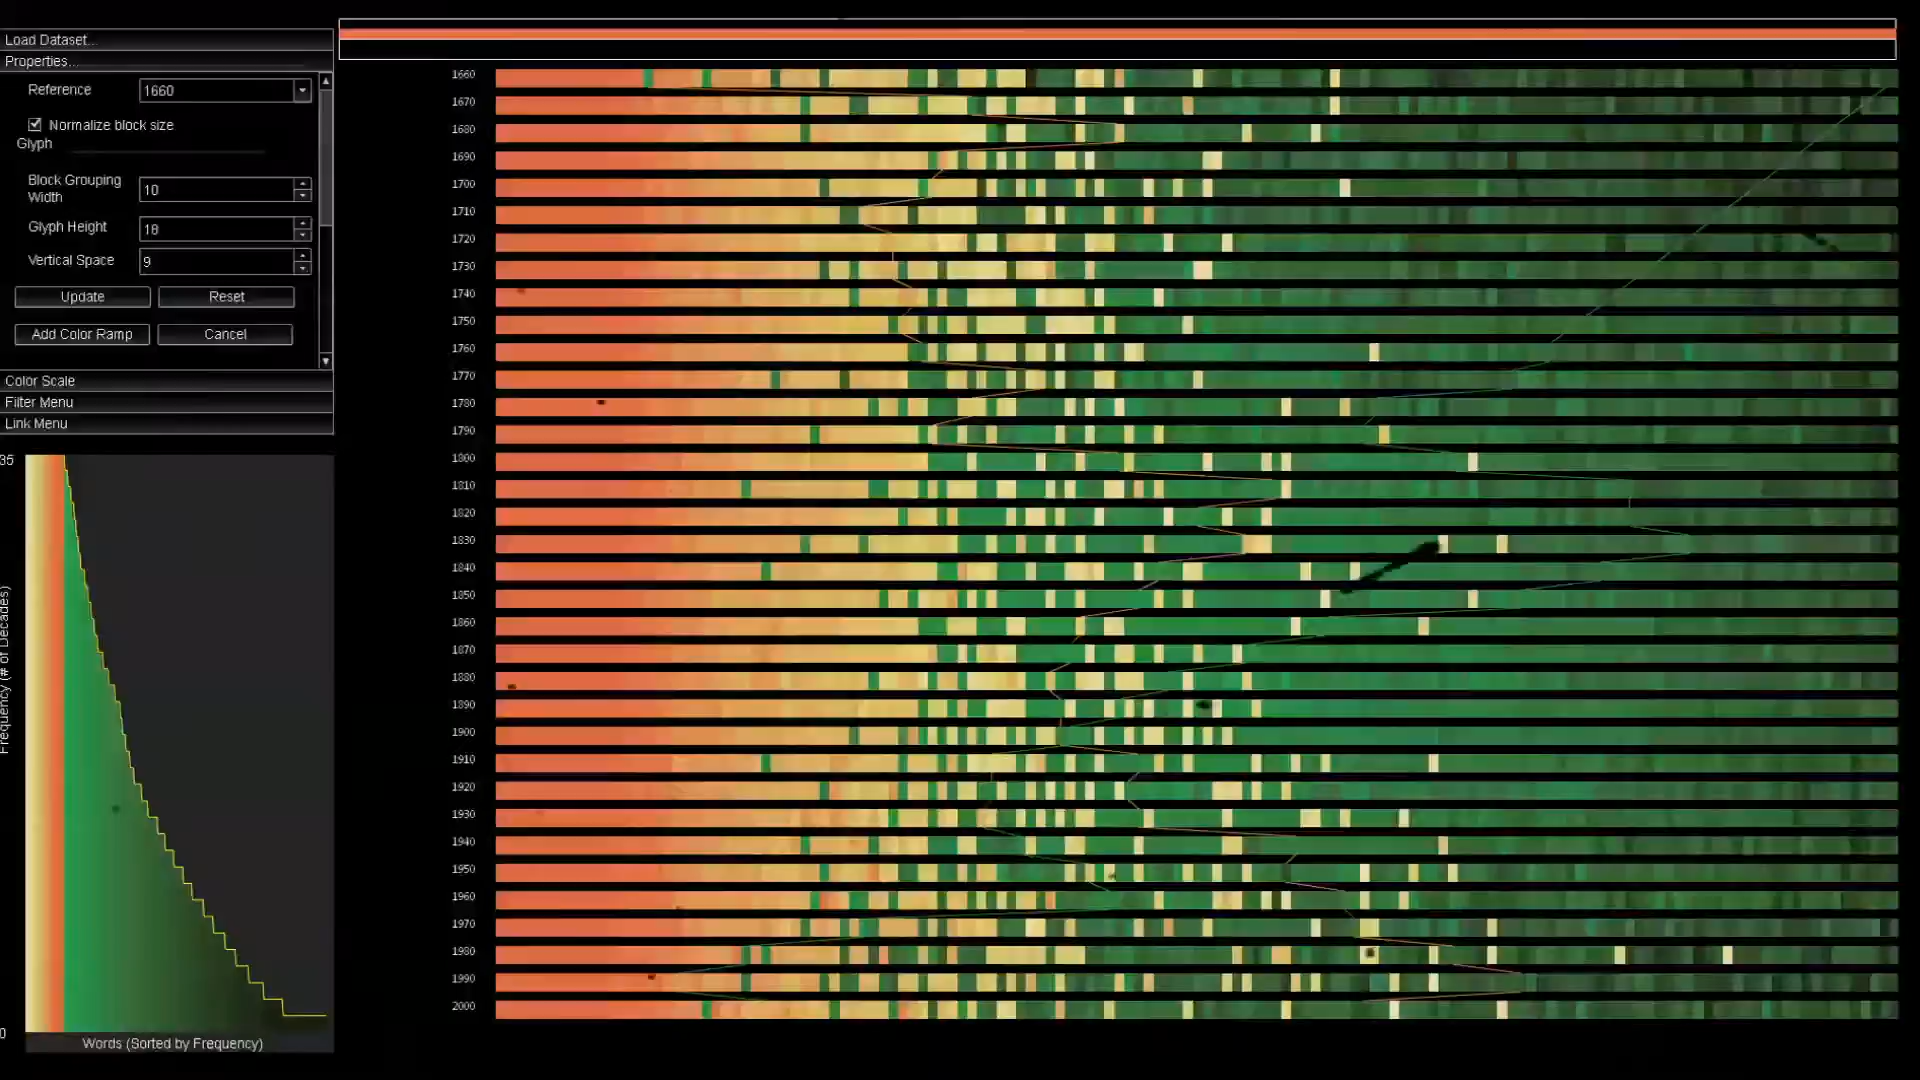 Load Dataset...
Properties...
Reference
1660
Normalize block size
Glyph
Block Grouping
Width
10
Glyph Height
18
Vertical Space
9
Update
Reset
Add Color Ramp
Cancel
Color Scale
Filter Menu
Link Menu
35
Frequency (# of Decades)
0
Words (Sorted by Frequency)
1660
1670
1680
1690
1700
1710
1720
1730
1740
1750
1760
1770
1780
1790
1800
1810
1820
1830
1840
1850
1860
1870
1880
1890
1900
1910
1920
1930
1940
1950
1960
1970
1980
1990
2000